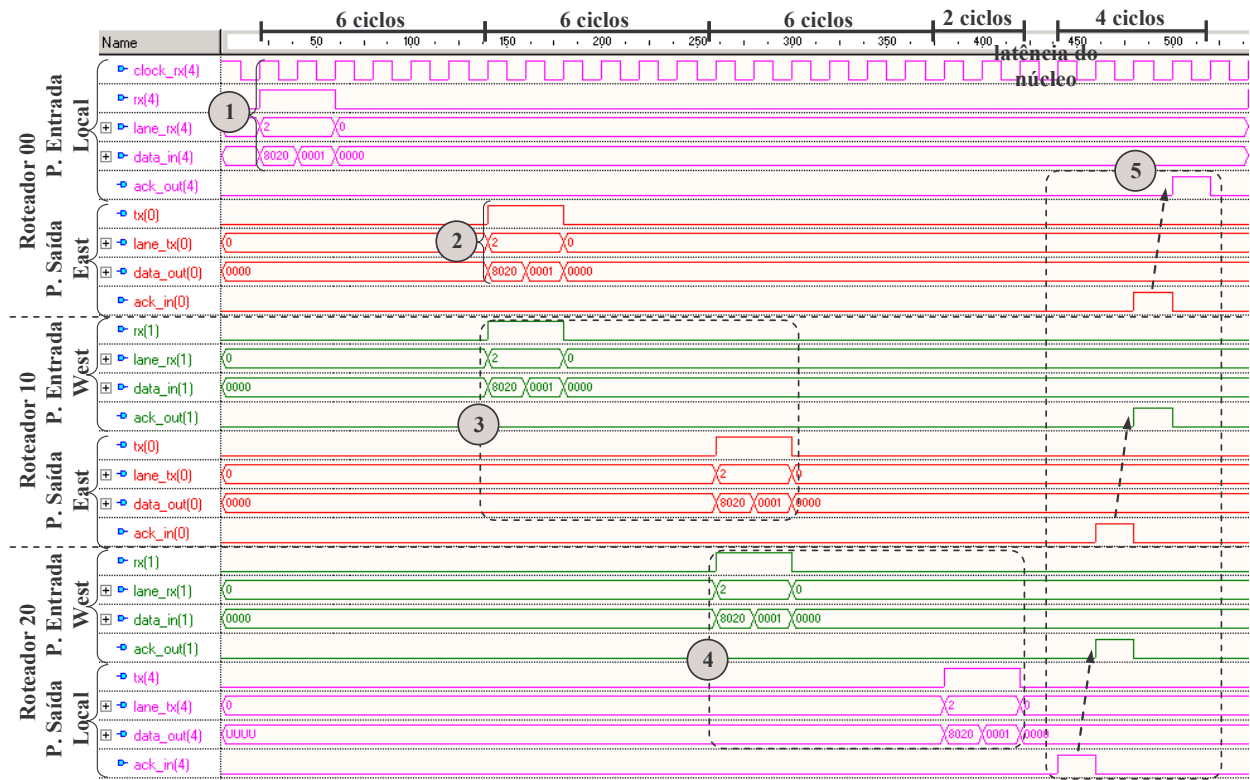 6 ciclos 6 ciclos 6 ciclos 2 ciclos 4 ciclos
Name 50 100 150 200 250 300 350 400 450 500
latência do
núcleo
Roteador 00
P. Entrada
Local
clock_rx(4)
rx(4)
lane_rx(4) 2 0
data_in(4) 8020 0001 0000
ack_out(4)
1
5
P. Saída
East
tx(0)
lane_tx(0) 0 2 0
data_out(0) 0000 8020 0001 0000
ack_in(0)
2
Roteador 10
P. Entrada
West
rx(1)
lane_rx(1) 0 2 0
data_in(1) 0000 8020 0001 0000
ack_out(1)
3
P. Saída
East
tx(0)
lane_tx(0) 0 2 0
data_out(0) 0000 8020 0001 0000
ack_in(0)
Roteador 20
P. Entrada
West
rx(1)
lane_rx(1) 0 2 0
data_in(1) 0000 8020 0001 0000
ack_out(1)
4
P. Saída
Local
tx(4)
lane_tx(4) 0 2 0
data_out(4) UUUU 8020 0001 0000
ack_in(4)